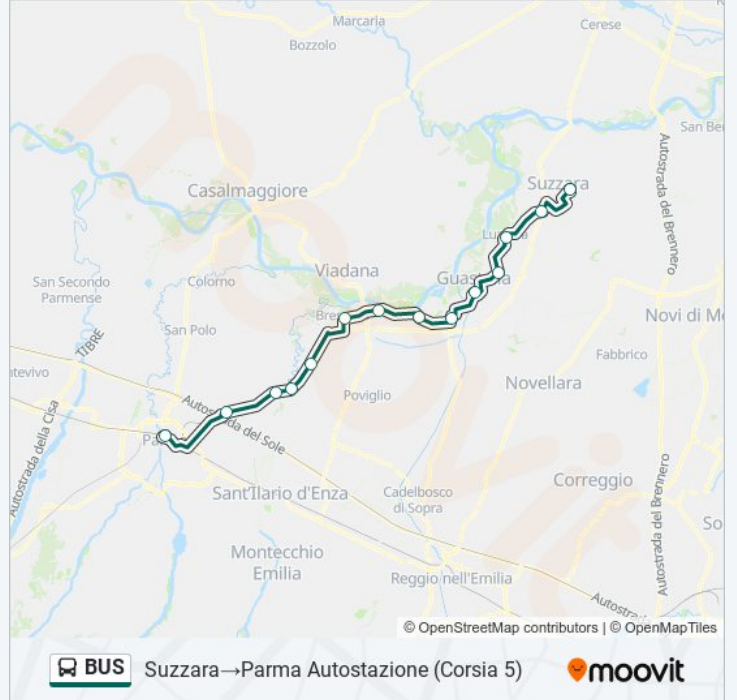 Marcaria
Bozzolo
Cerese
San Be
Autostrada del Brennero
Suzzara
Casalmaggiore
Viadana
Colorno
San Secondo
Parmense
San Polo
TIBRE
Novi di Mo
Fabbrico
Novellara
Poviglio
Autostrada della Cisa
Autostrada del Sole
Sant'Ilario d'Enza
Cadelbosco
di Sopra
Correggio
Autostrada del Brennero
So
Montecchio
Emilia
Reggio nell'Emilia
Autostra
© OpenStreetMap contributors | © OpenMapTiles
BUS Suzzara→Parma Autostazione (Corsia 5) moovit